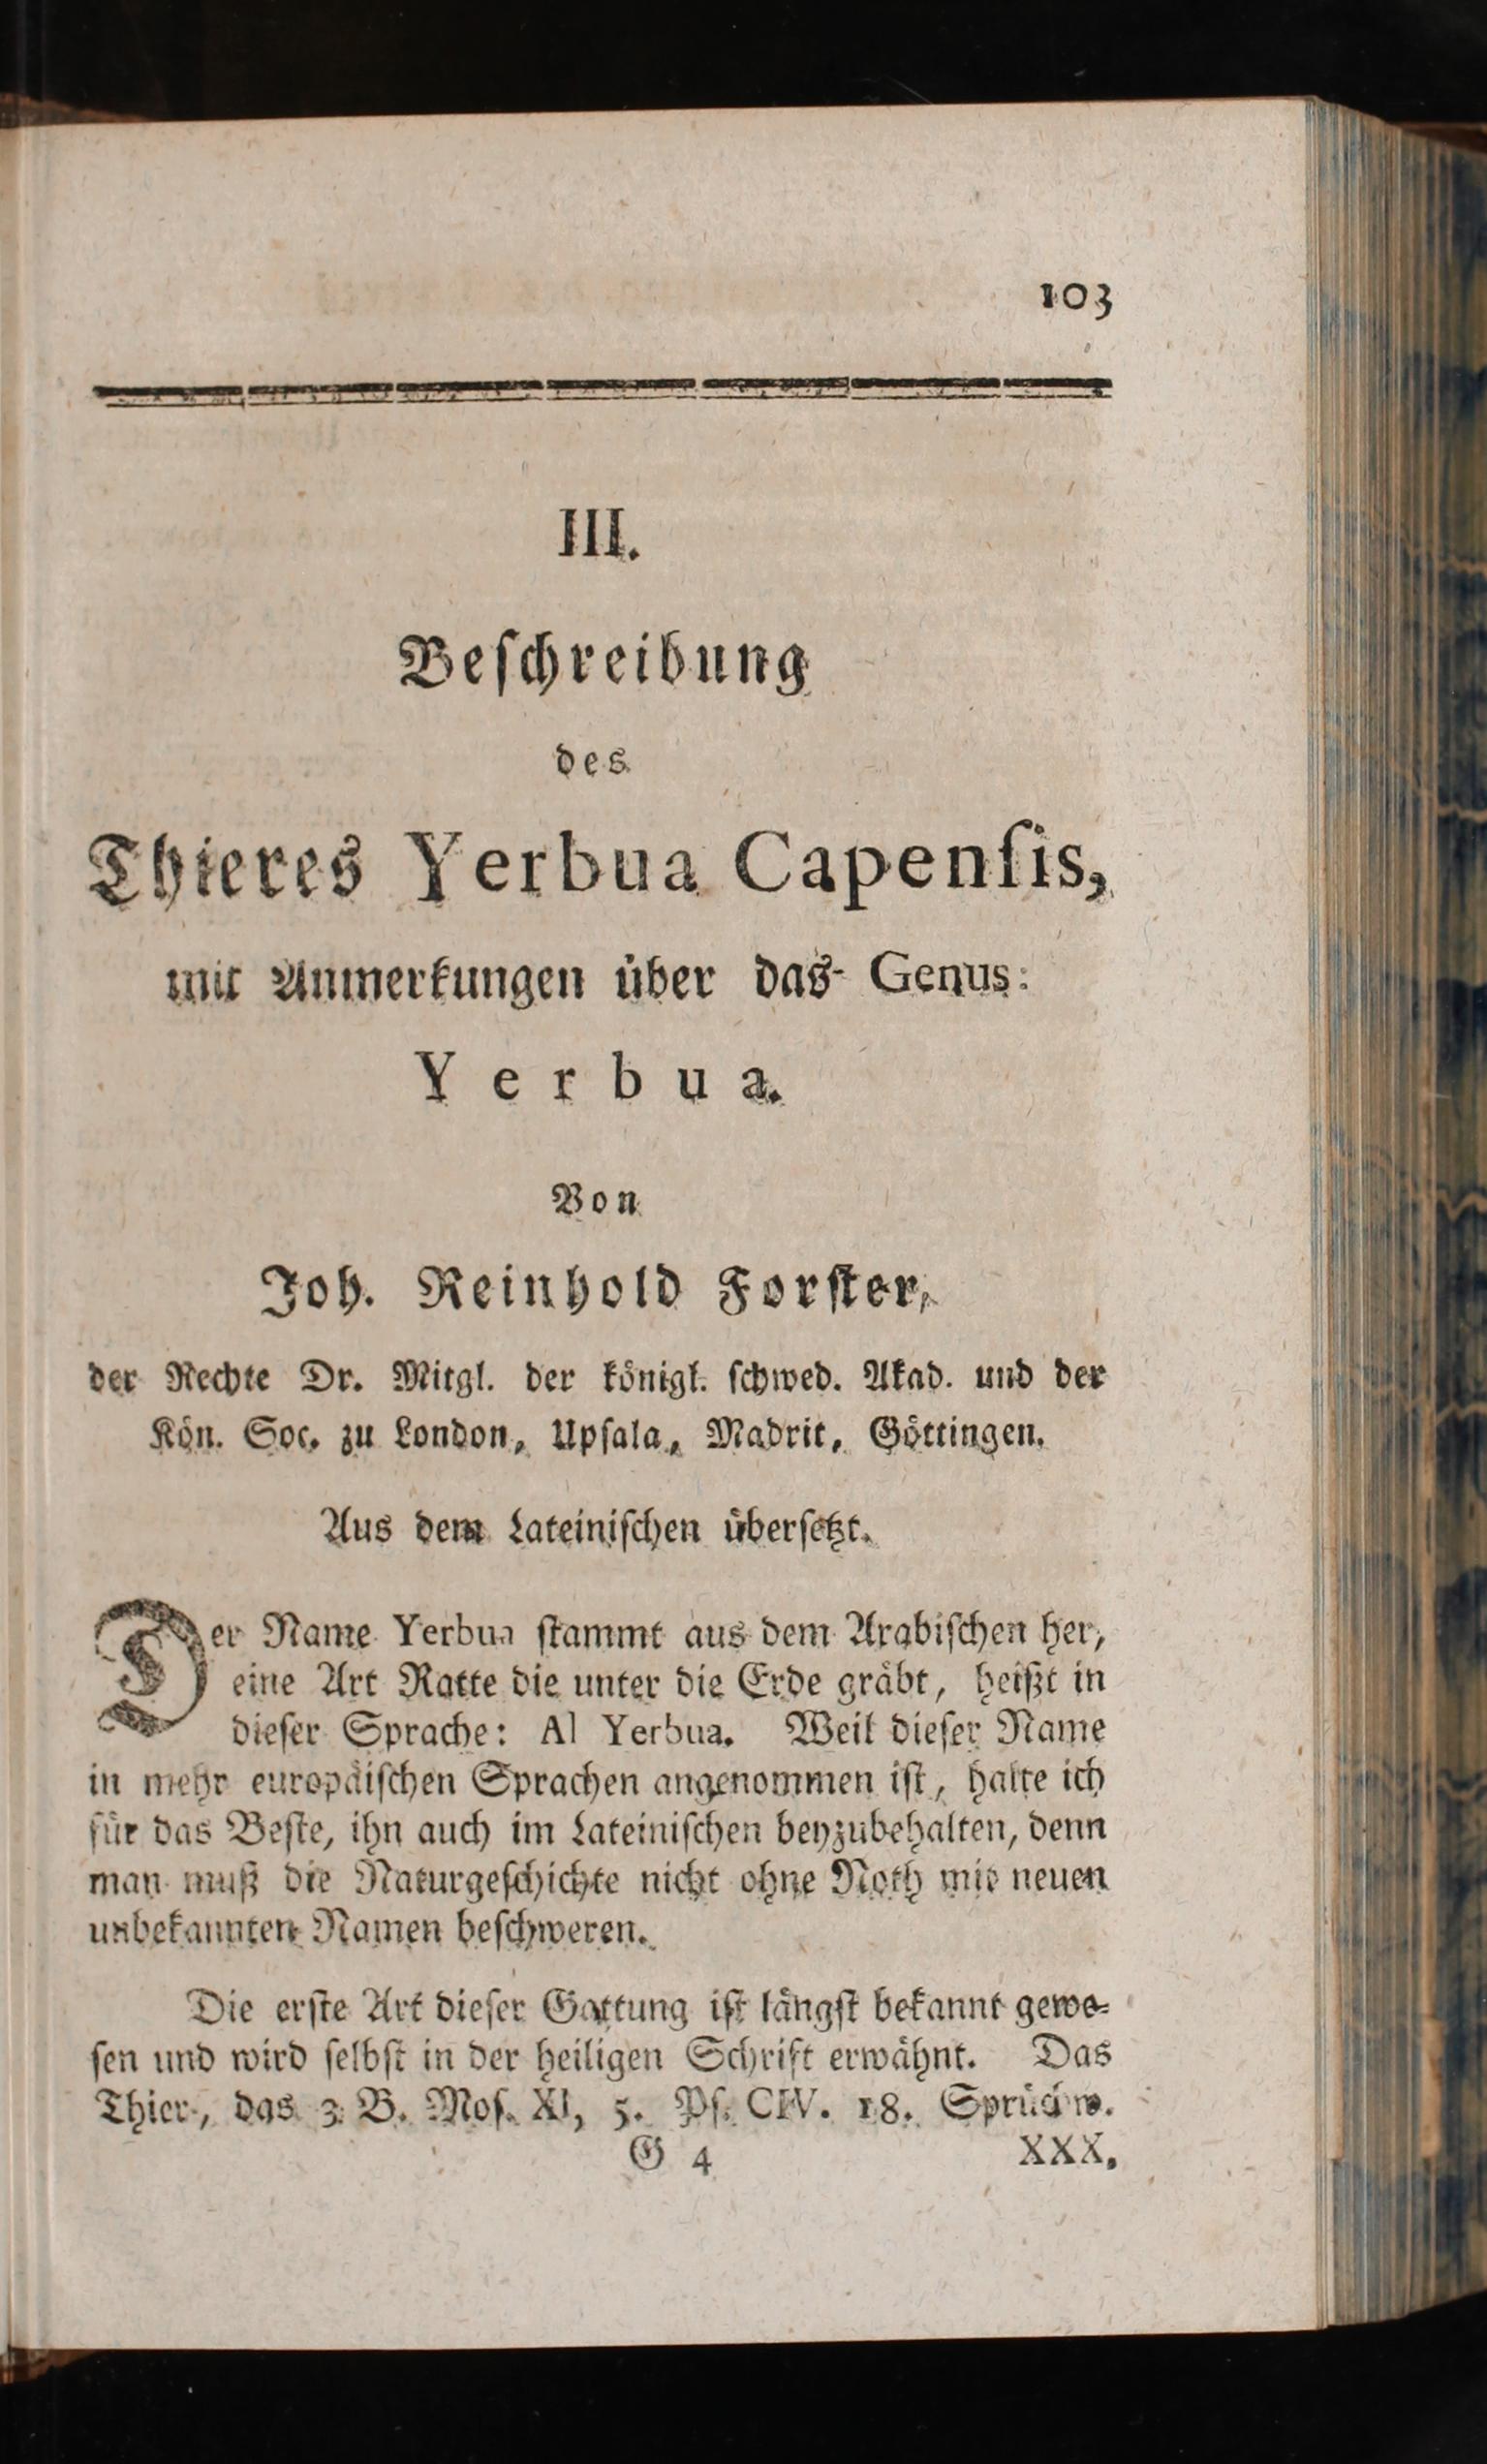 103
III.
Beſchreibung
des
Thieres Yerbua Capenſis,
mit Anmerkungen über das Genus:
Yerbua.
Von
Joh. Reinhold Forſter,
der Rechte Dr. Mitgl. der königl. ſchwed. Akad. und der
Kön. Soc. zu London, Upſala, Madrit, Göttingen.
Aus dem Lateiniſchen überſetzt.
Der Name Yerbua ſtammt aus dem Arabiſchen her,
eine Art Ratte die unter die Erde gräbt, heißt in
dieſer Sprache: Al Yerbua. Weil dieſer Name
in mehr europäiſchen Sprachen angenommen iſt, halte ich
für das Beſte, ihn auch im Lateiniſchen beyzubehalten, denn
man muß die Naturgeſchichte nicht ohne Noth mit neuen
unbekannten Namen beſchweren.
Die erſte Art dieſer Gattung iſt längſt bekannt gewe-
ſen und wird ſelbſt in der heiligen Schrift erwähnt. Das
Thier, das 3. B. Moſ. XI, 5. Pſ. CIV. 18. Sprüchw.
G 4 XXX.